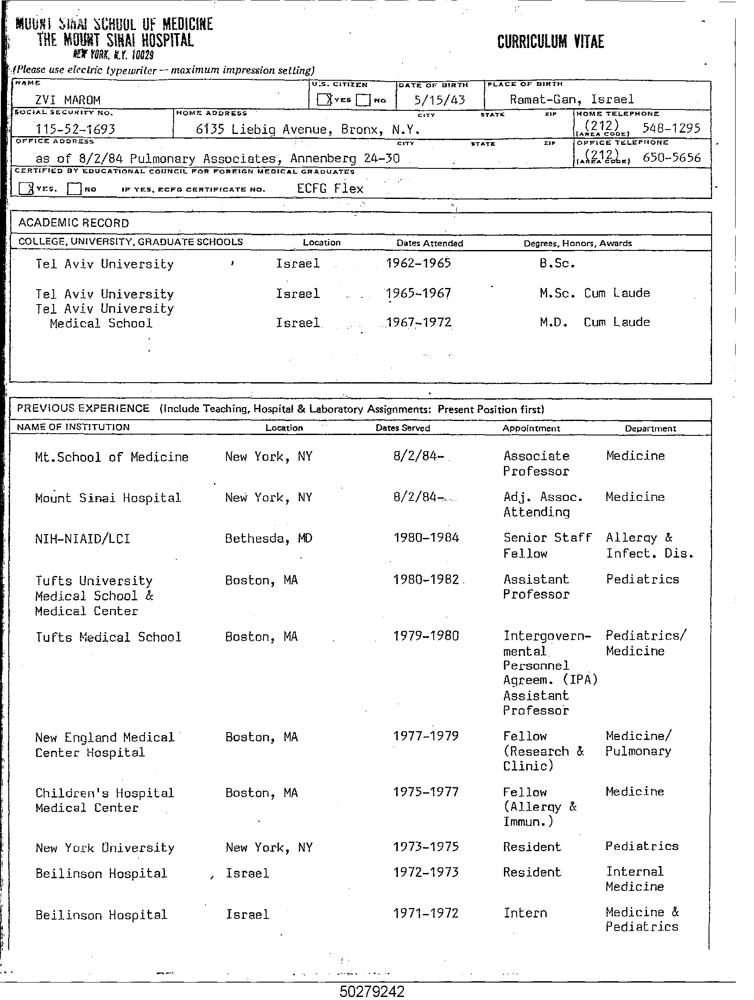 MOUNT SINAI SCHOOL OF MEDICINE
THE MOUNT SINAI HOSPITAL
NEW YORK, N.Y. 10029
CURRICULUM VITAE
(Please use electric typewriter — maximum impression setting)
NAME U.S. CITIZEN DATE OF BIRTH PLACE OF BIRTH
ZVI MAROM X YES NO 5/15/43 Ramat-Gan, Israel
SOCIAL SECURITY NO. HOME ADDRESS CITY STATE ZIP HOME TELEPHONE
115-52-1693 6135 Liebig Avenue, Bronx, N.Y. (212) 548-1295
(AREA CODE)
OFFICE ADDRESS CITY STATE ZIP OFFICE TELEPHONE
as of 8/2/84 Pulmonary Associates, Annenberg 24-30 (212) 650-5656
(AREA CODE)
CERTIFIED BY EDUCATIONAL COUNCIL FOR FOREIGN MEDICAL GRADUATES
X YES. NO IF YES, ECFG CERTIFICATE NO. ECFG Flex
ACADEMIC RECORD
COLLEGE, UNIVERSITY, GRADUATE SCHOOLS Location Dates Attended Degrees, Honors, Awards
Tel Aviv University Israel 1962-1965 B.Sc.
Tel Aviv University Israel 1965-1967 M.Sc. Cum Laude
Tel Aviv University
Medical School Israel 1967-1972 M.D. Cum Laude
PREVIOUS EXPERIENCE (Include Teaching, Hospital & Laboratory Assignments: Present Position first)
NAME OF INSTITUTION Location Dates Served Appointment Department
Mt.School of Medicine New York, NY 8/2/84- Associate Medicine
Professor
Mount Sinai Hospital New York, NY 8/2/84- Adj. Assoc. Medicine
Attending
NIH-NIAID/LCI Bethesda, MD 1980-1984 Senior Staff Allergy &
Fellow Infect. Dis.
Tufts University Boston, MA 1980-1982 Assistant Pediatrics
Medical School & Professor
Medical Center
Tufts Medical School Boston, MA 1979-1980 Intergovern- Pediatrics/
mental Medicine
Personnel
Agreem. (IPA)
Assistant
Professor
New England Medical Boston, MA 1977-1979 Fellow Medicine/
Center Hospital (Research & Pulmonary
Clinic)
Children's Hospital Boston, MA 1975-1977 Fellow Medicine
Medical Center (Allergy &
Immun.)
New York University New York, NY 1973-1975 Resident Pediatrics
Beilinson Hospital Israel 1972-1973 Resident Internal
Medicine
Beilinson Hospital Israel 1971-1972 Intern Medicine &
Pediatrics
50279242